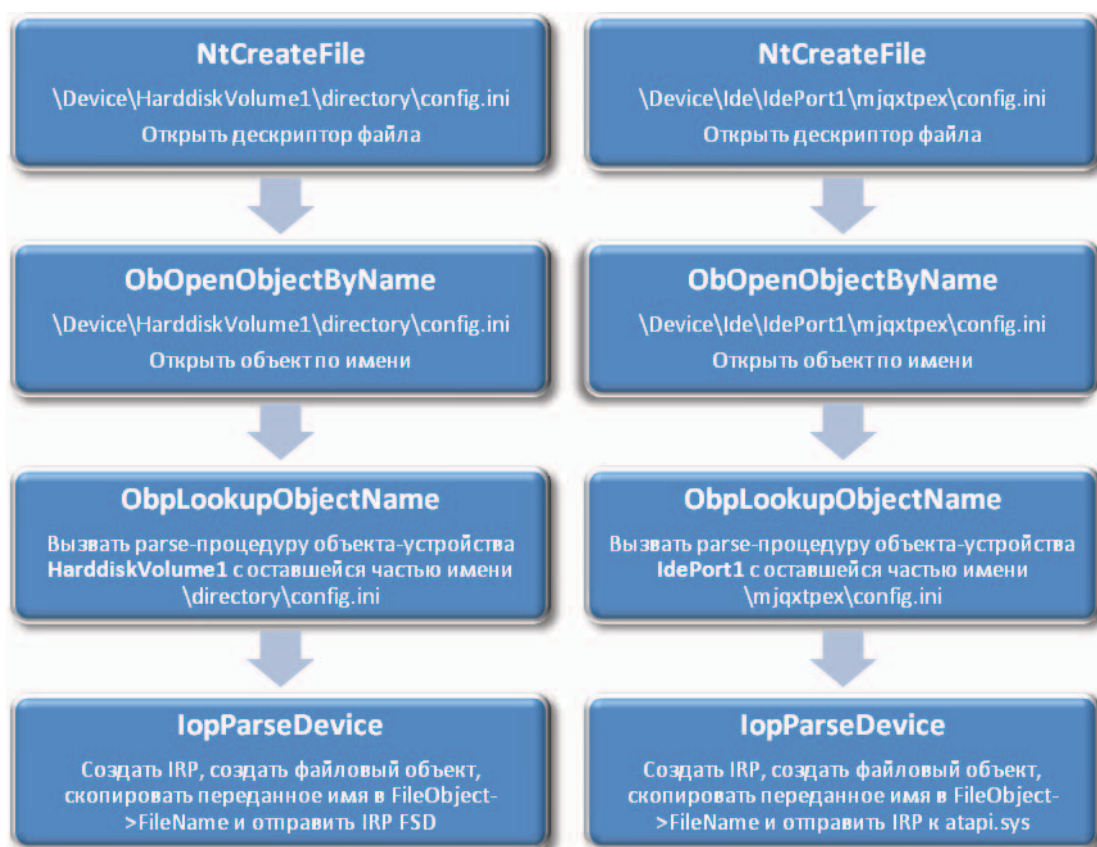 NtCreateFile
\Device\HarddiskVolume1\directory\config.ini
Открыть дескриптор файла
ObOpenObjectByName
\Device\HarddiskVolume1\directory\config.ini
Открыть объект по имени
ObpLookupObjectName
Вызвать parse-процедуру объекта-устройства
HarddiskVolume1 с оставшейся частью имени
\directory\config.ini
IopParseDevice
Создать IRP, создать файловый объект,
скопировать переданное имя в FileObject-
>FileName и отправить IRP FSD
NtCreateFile
\Device\Ide\IdePort1\mjqxtpex\config.ini
Открыть дескриптор файла
ObOpenObjectByName
\Device\Ide\IdePort1\mjqxtpex\config.ini
Открыть объект по имени
ObpLookupObjectName
Вызвать parse-процедуру объекта-устройства
IdePort1 с оставшейся частью имени
\mjqxtpex\config.ini
IopParseDevice
Создать IRP, создать файловый объект,
скопировать переданное имя в FileObject-
>FileName и отправить IRP к atapi.sys